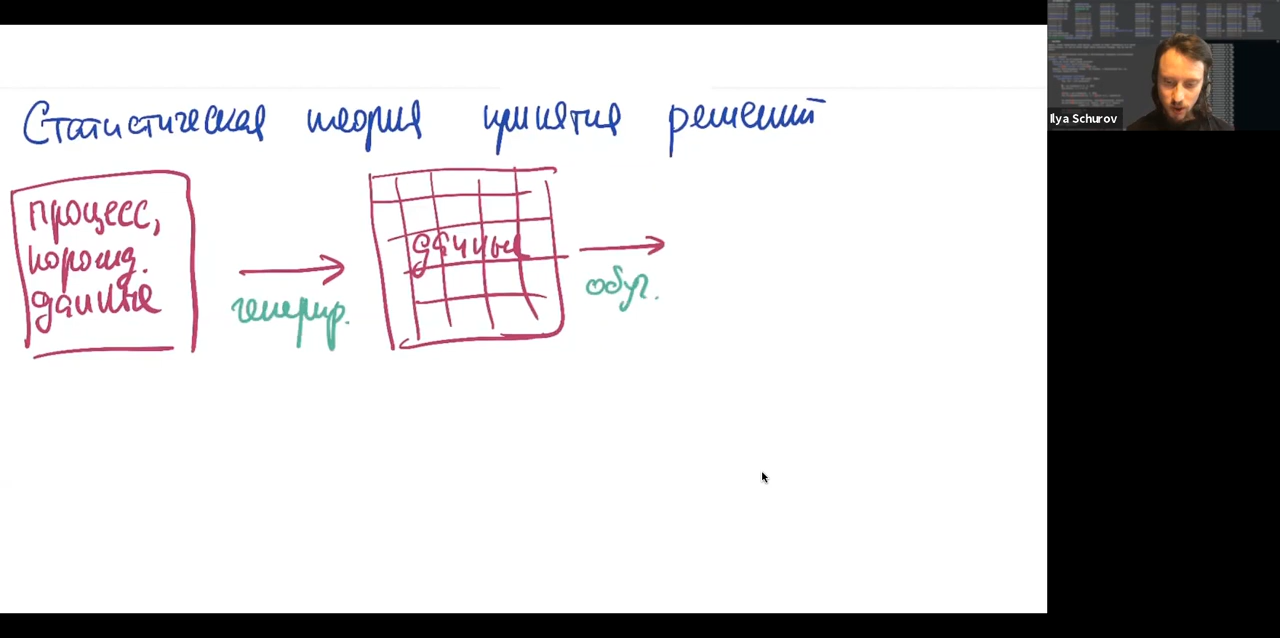 Статистическая теория принятия решений
процесс,
порожд.
данные
генерир.
данные
обуч.
Ilya Schurov